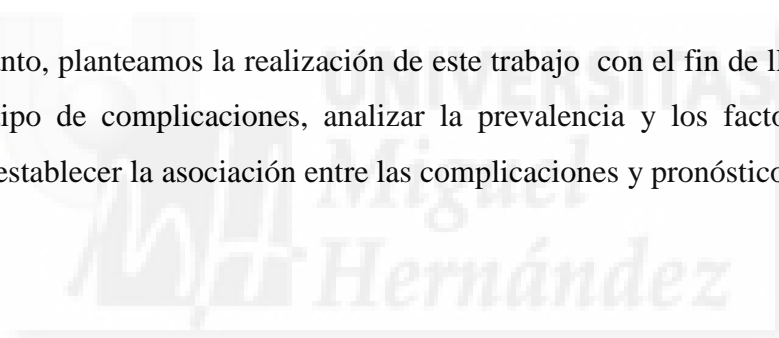 nto, planteamos la realización de este trabajo con el fin de ll
ipo de complicaciones, analizar la prevalencia y los facto
establecer la asociación entre las complicaciones y pronóstico
UNIVERSITAS
Miguel
Hernández